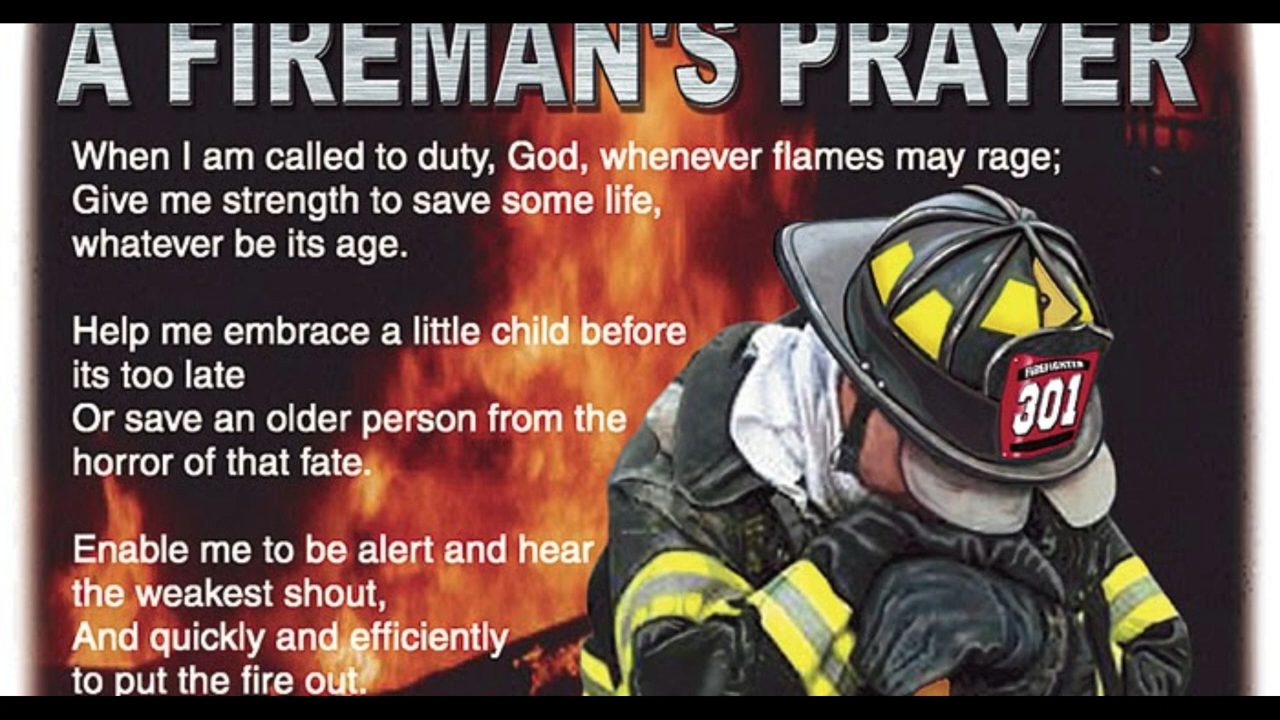 A FIREMAN'S PRAYER
When I am called to duty, God, whenever flames may rage;
Give me strength to save some life,
whatever be its age.
Help me embrace a little child before
its too late
Or save an older person from the
horror of that fate.
Enable me to be alert and hear
the weakest shout,
And quickly and efficiently
to put the fire out.
FIREFIGHTER
301